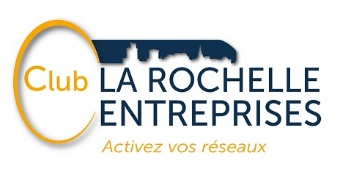 Club LA ROCHELLE
ENTREPRISES
Activez vos réseaux